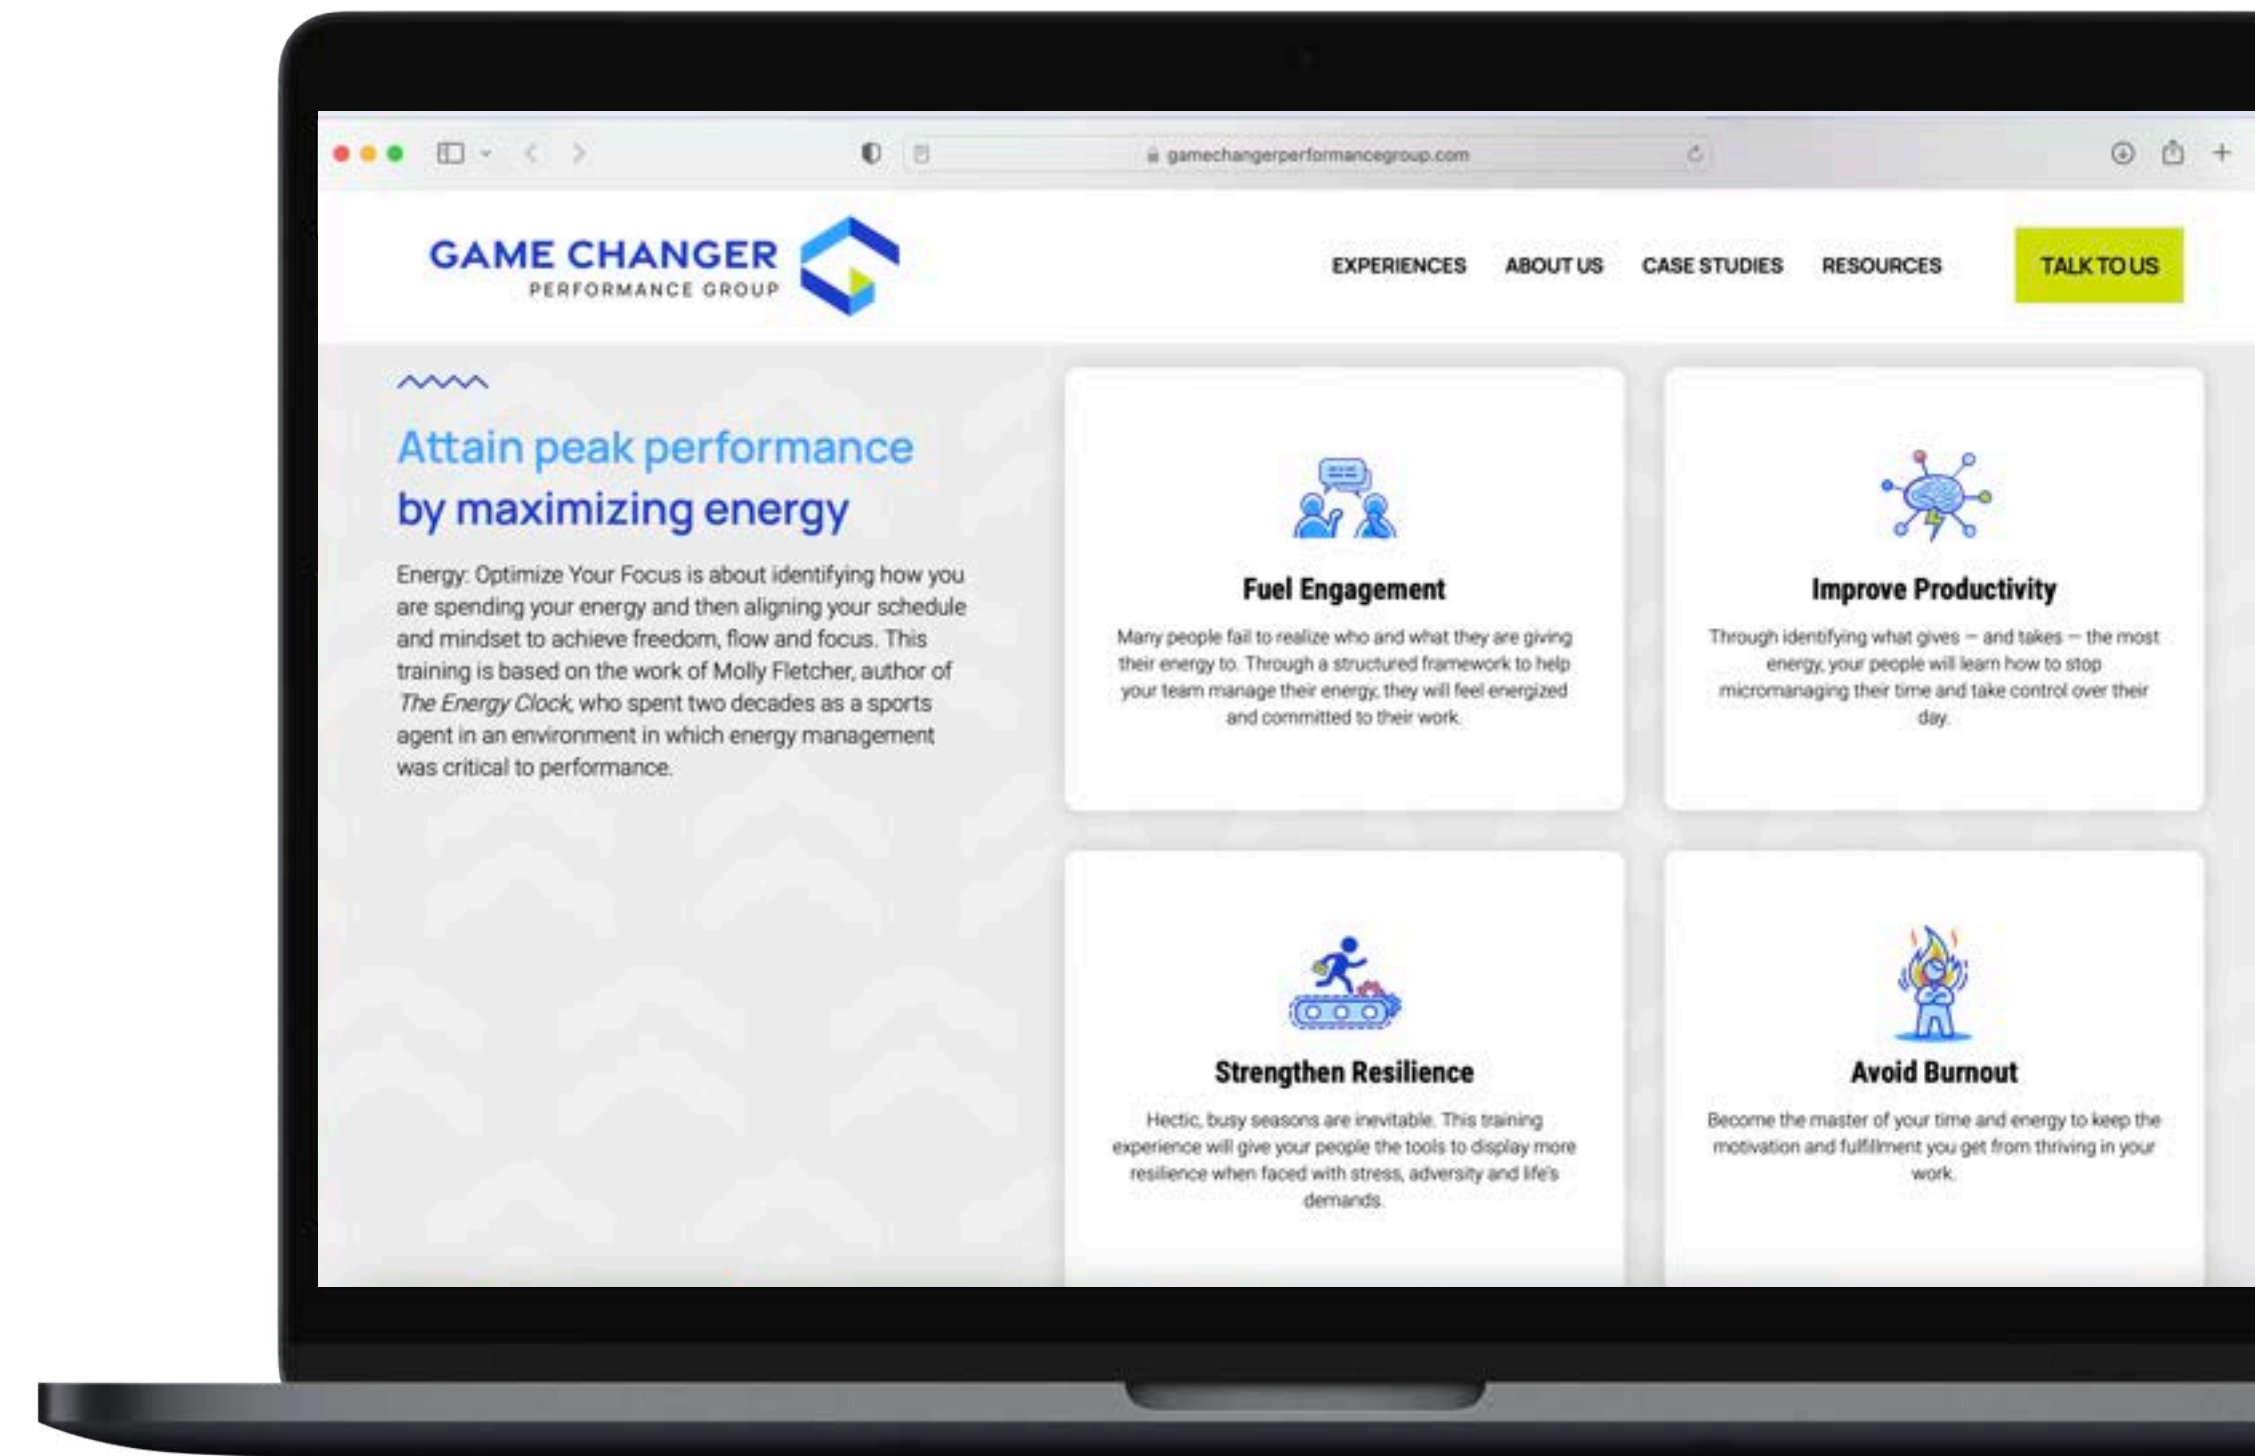 gamechangerperformancegroup.com
GAME CHANGER
PERFORMANCE GROUP
EXPERIENCES ABOUT US CASE STUDIES RESOURCES TALK TO US
Attain peak performance
by maximizing energy
Energy: Optimize Your Focus is about identifying how you
are spending your energy and then aligning your schedule
and mindset to achieve freedom, flow and focus. This
training is based on the work of Molly Fletcher, author of
The Energy Clock, who spent two decades as a sports
agent in an environment in which energy management
was critical to performance.
Fuel Engagement
Many people fail to realize who and what they are giving
their energy to. Through a structured framework to help
your team manage their energy, they will feel energized
and committed to their work.
Improve Productivity
Through identifying what gives – and takes – the most
energy, your people will learn how to stop
micromanaging their time and take control over their
day.
Strengthen Resilience
Hectic, busy seasons are inevitable. This training
experience will give your people the tools to display more
resilience when faced with stress, adversity and life's
demands.
Avoid Burnout
Become the master of your time and energy to keep the
motivation and fulfillment you get from thriving in your
work.